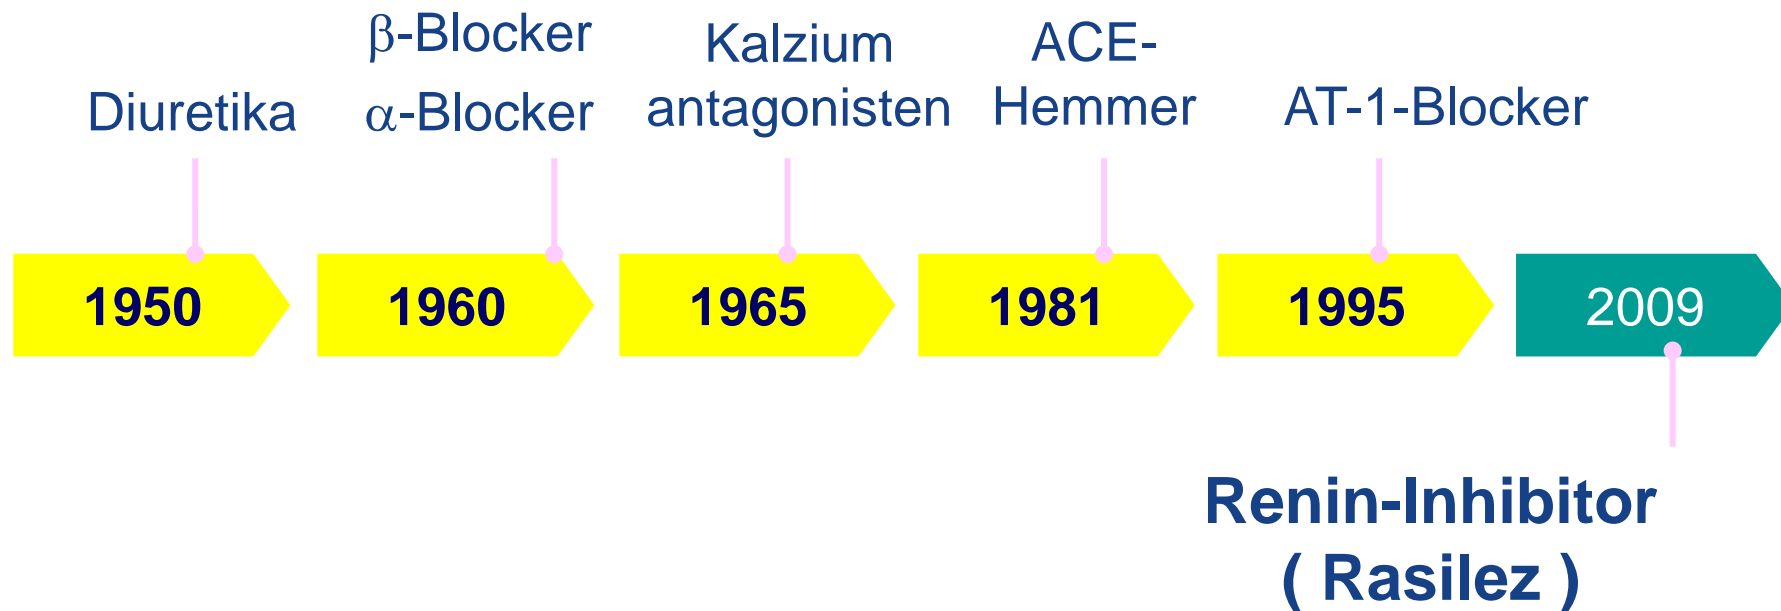 Diuretika
β-Blocker
α-Blocker
Kalzium
antagonisten
ACE-
Hemmer
AT-1-Blocker
1950
1960
1965
1981
1995
2009
Renin-Inhibitor
( Rasilez )